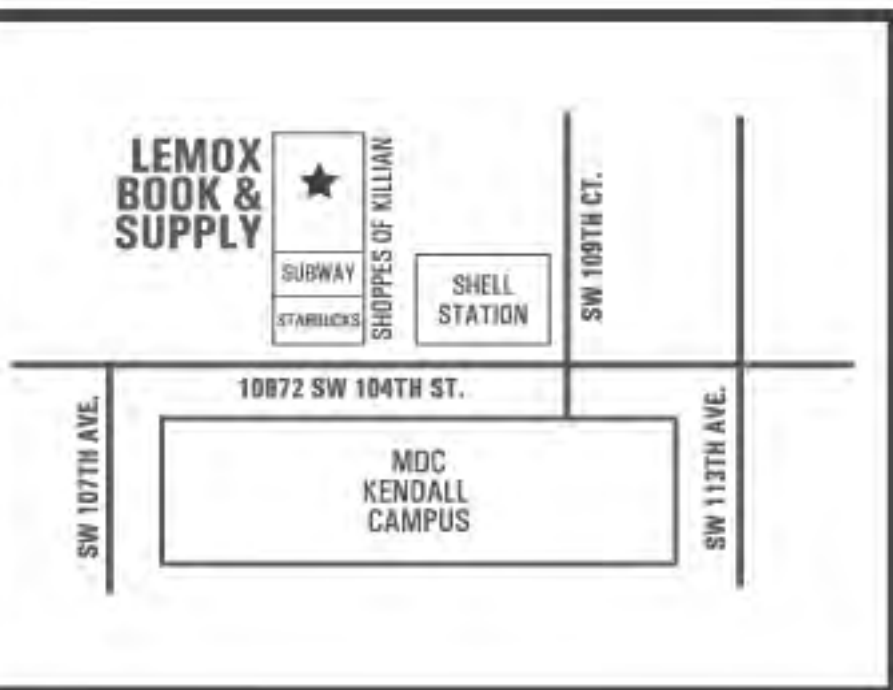 LEMOX
BOOK &
SUPPLY
SUBWAY
STARBUCKS
SHOPPES OF KILLIAN
SHELL
STATION
SW 109TH CT.
10872 SW 104TH ST.
SW 107TH AVE.
MDC
KENDALL
CAMPUS
SW 113TH AVE.